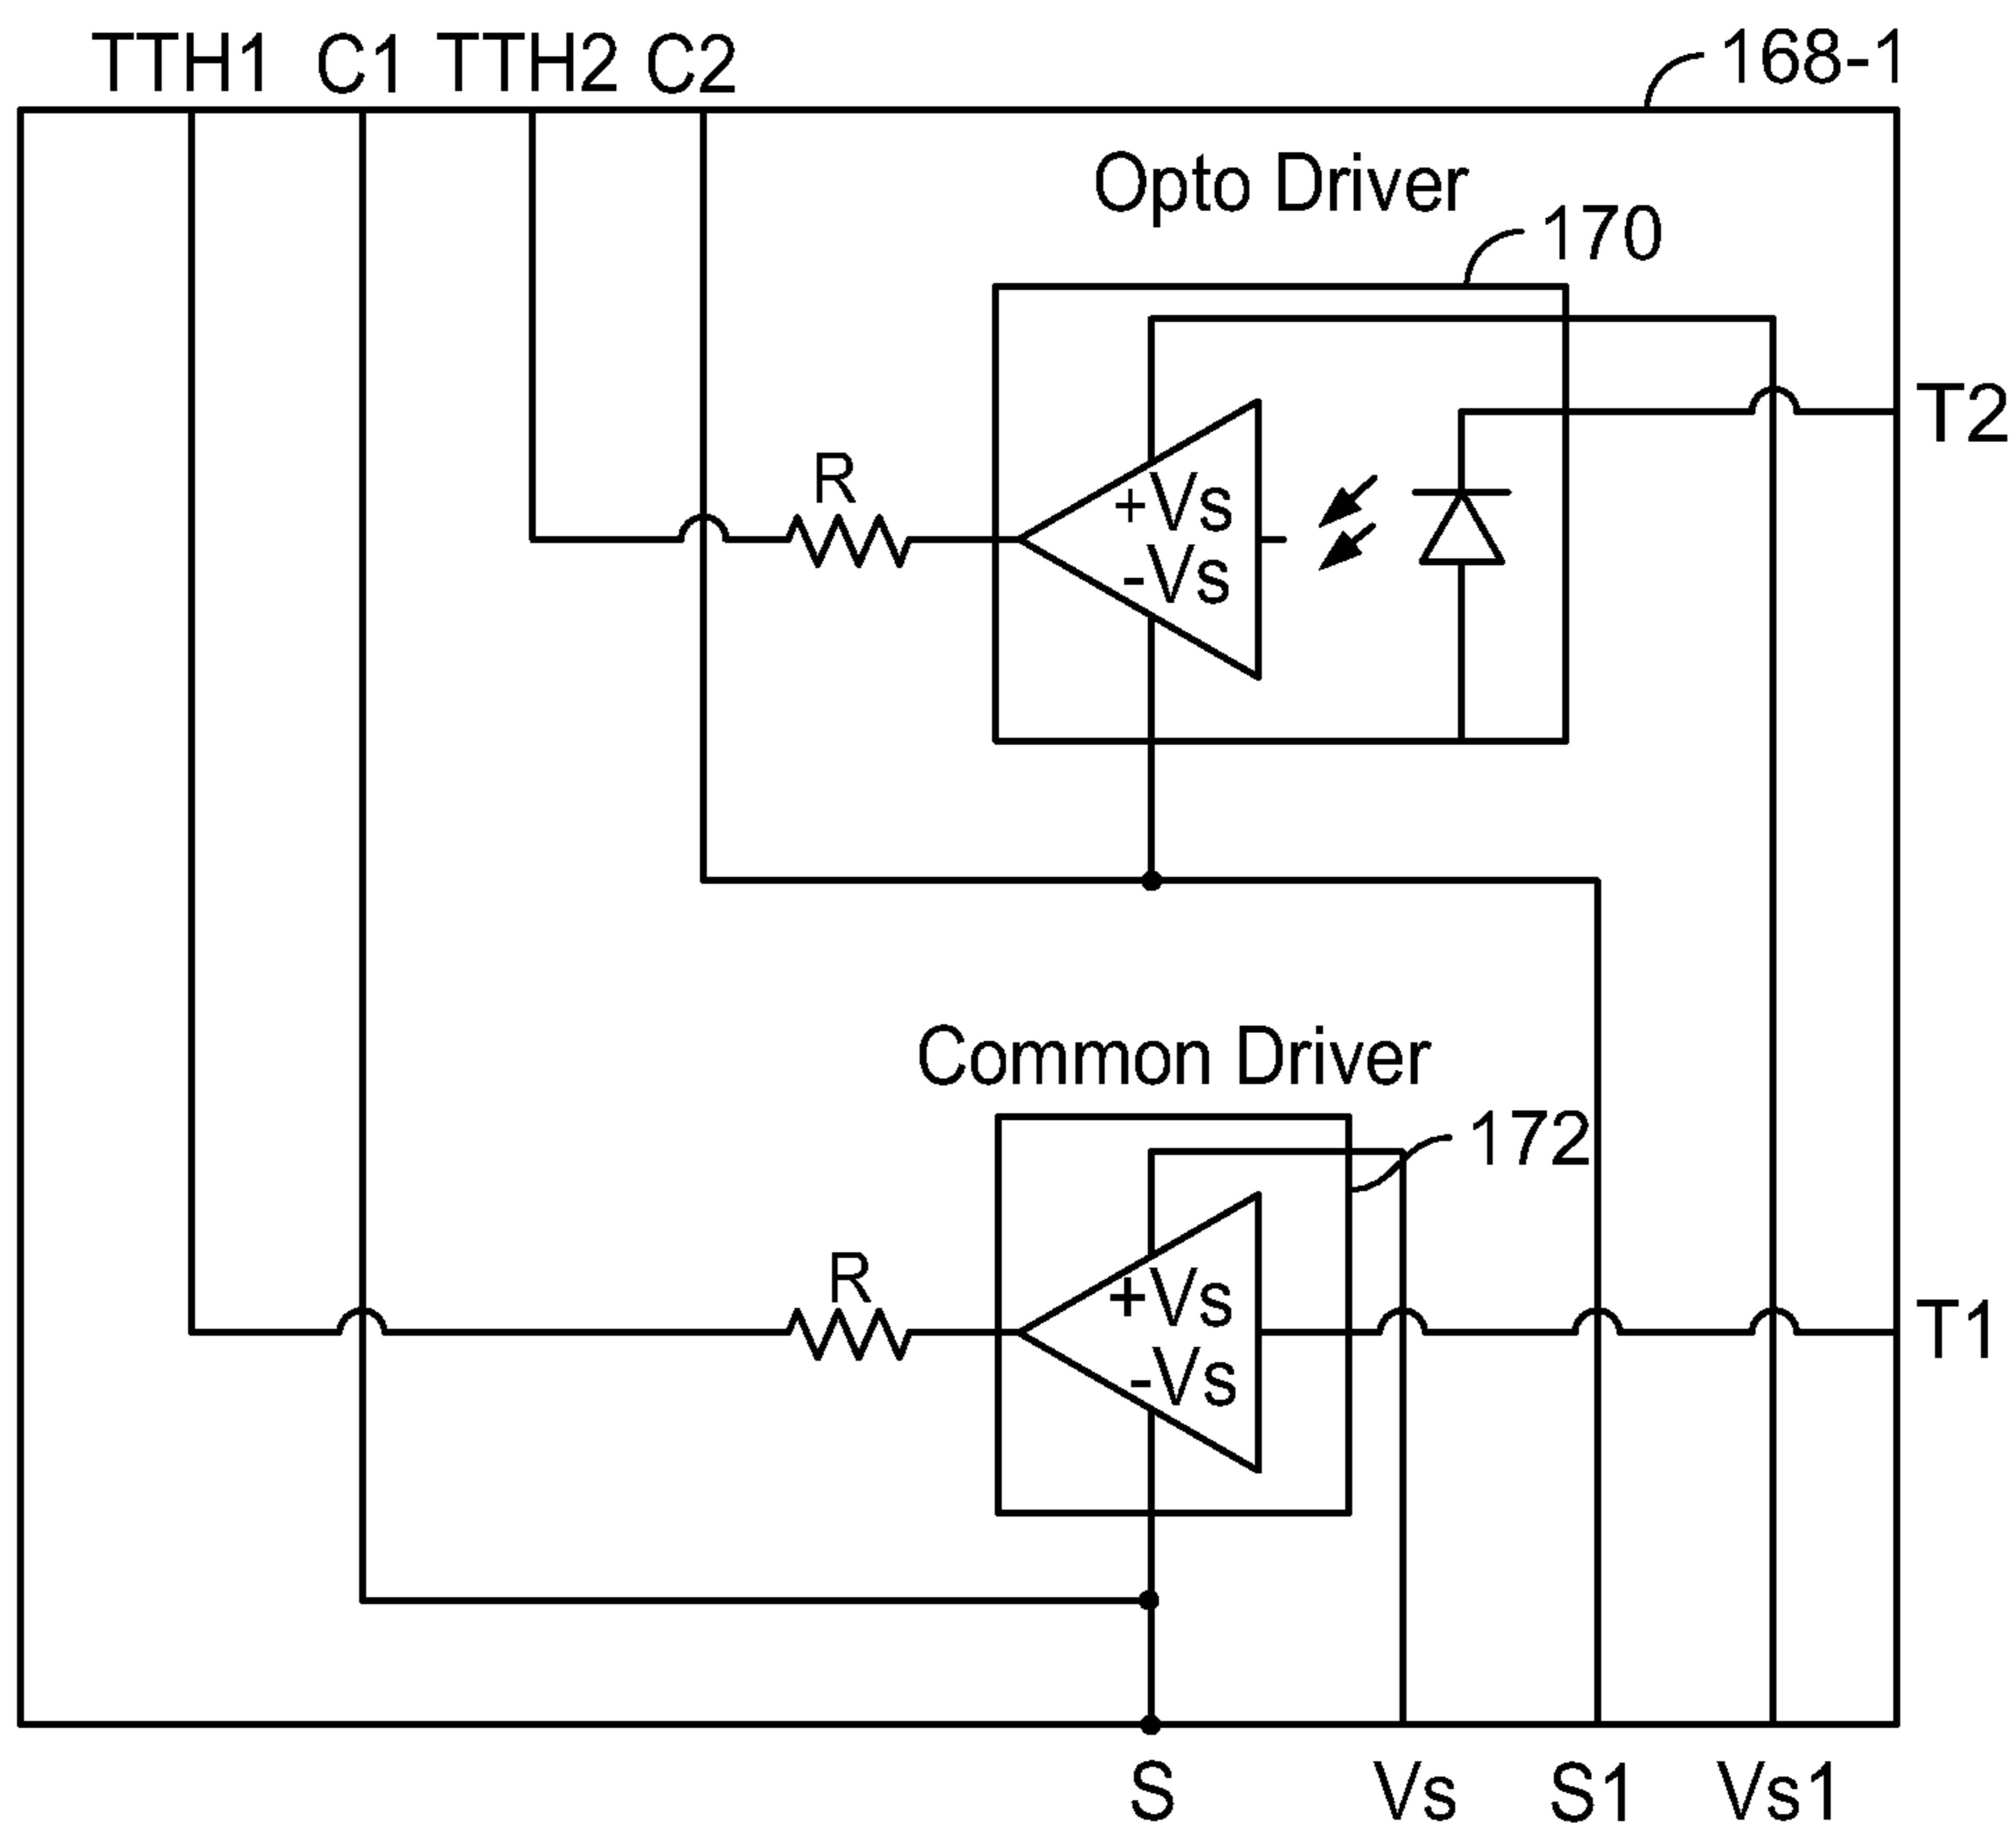 TTH1 C1 TTH2 C2
168-1
Opto Driver
170
T2
R
+Vs
-Vs
Common Driver
172
R
+Vs
-Vs
T1
S Vs S1 Vs1